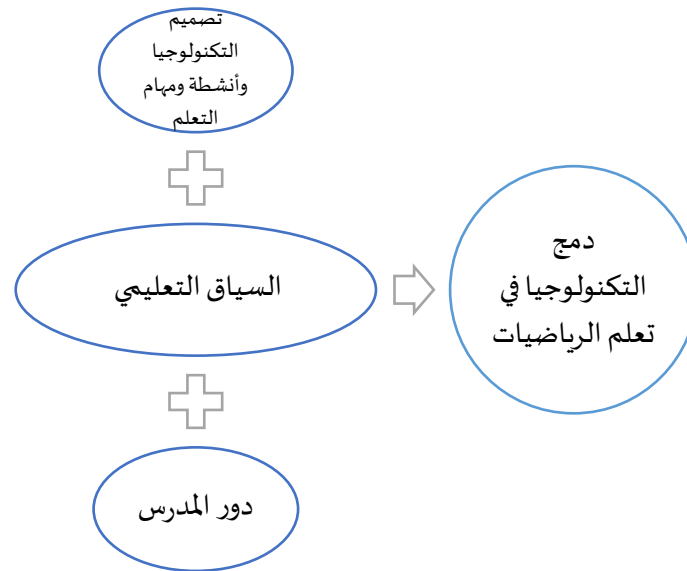 تصميم
التكنولوجيا
وأنشطة ومهام
التعلم
السياق التعليمي
دور المدرس
دمج
التكنولوجيا في
تعلم الرياضيات